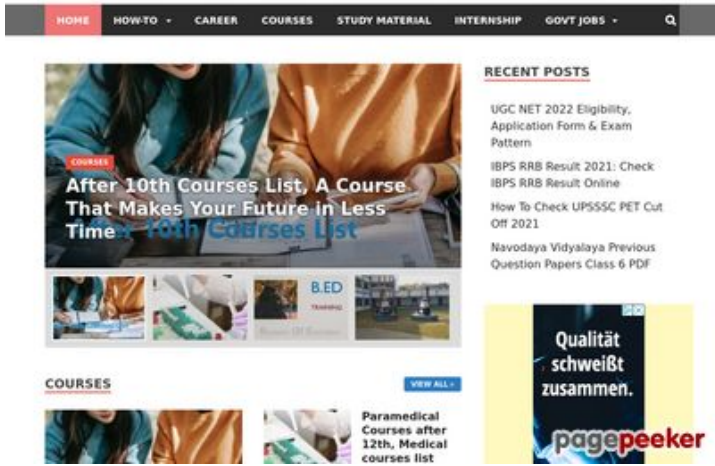 HOME HOW-TO CAREER COURSES STUDY MATERIAL INTERNSHIP GOVT JOBS
COURSES
After 10th Courses List, A Course
That Makes Your Future in Less
Time
After 10th Courses List
B.ED
TRAINING
COURSES
VIEW ALL »
Paramedical
Courses after
12th, Medical
courses list
RECENT POSTS
UGC NET 2022 Eligibility,
Application Form & Exam
Pattern
IBPS RRB Result 2021: Check
IBPS RRB Result Online
How To Check UPSSSC PET Cut
Off 2021
Navodaya Vidyalaya Previous
Question Papers Class 6 PDF
Qualität
schweißt
zusammen.
pagepeeker